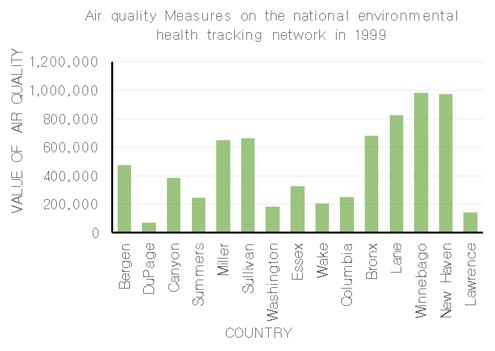 Air quality Measures on the national environmental
health tracking network in 1999
VALUE OF AIR QUALITY
1,200,000
1,000,000
800,000
600,000
400,000
200,000
0
Bergen
DuPage
Canyon
Summers
Miller
Sullivan
Washington
Essex
Wake
Columbia
Bronx
Lane
Winnebago
New Haven
Lawrence
COUNTRY